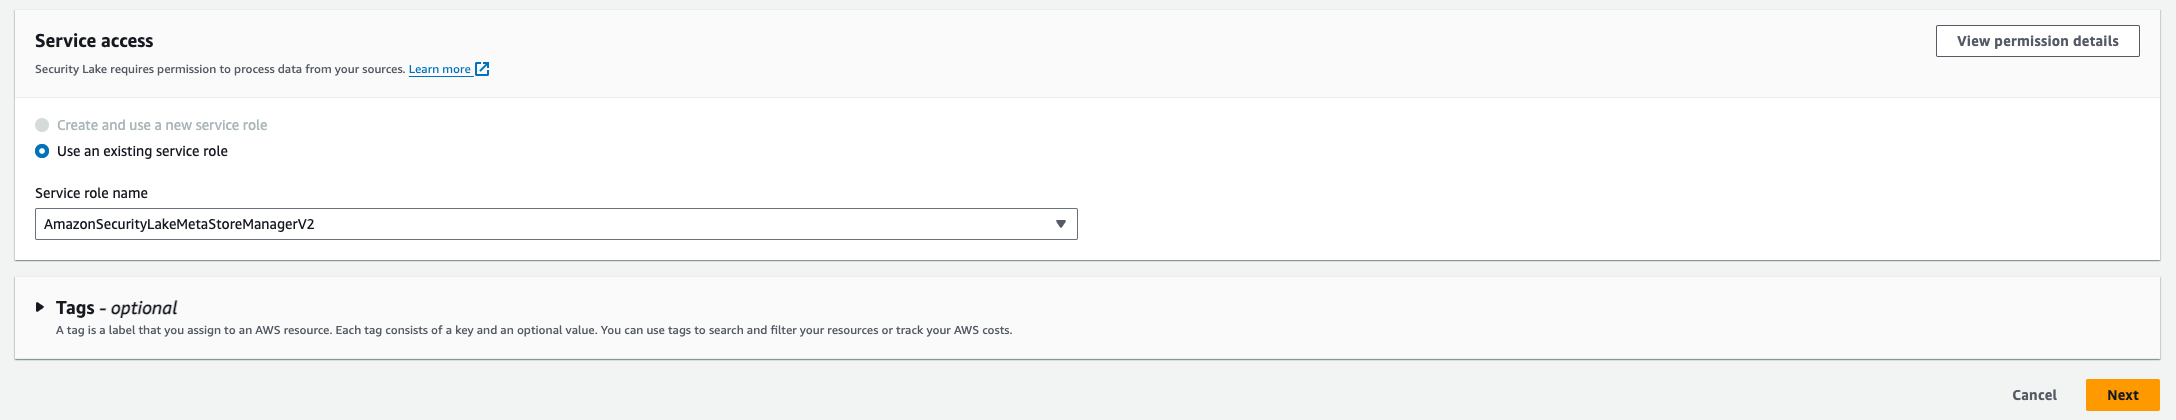 Service access
View permission details
Security Lake requires permission to process data from your sources. Learn more
Create and use a new service role
Use an existing service role
Service role name
AmazonSecurityLakeMetaStoreManagerV2
Tags - optional
A tag is a label that you assign to an AWS resource. Each tag consists of a key and an optional value. You can use tags to search and filter your resources or track your AWS costs.
Cancel
Next